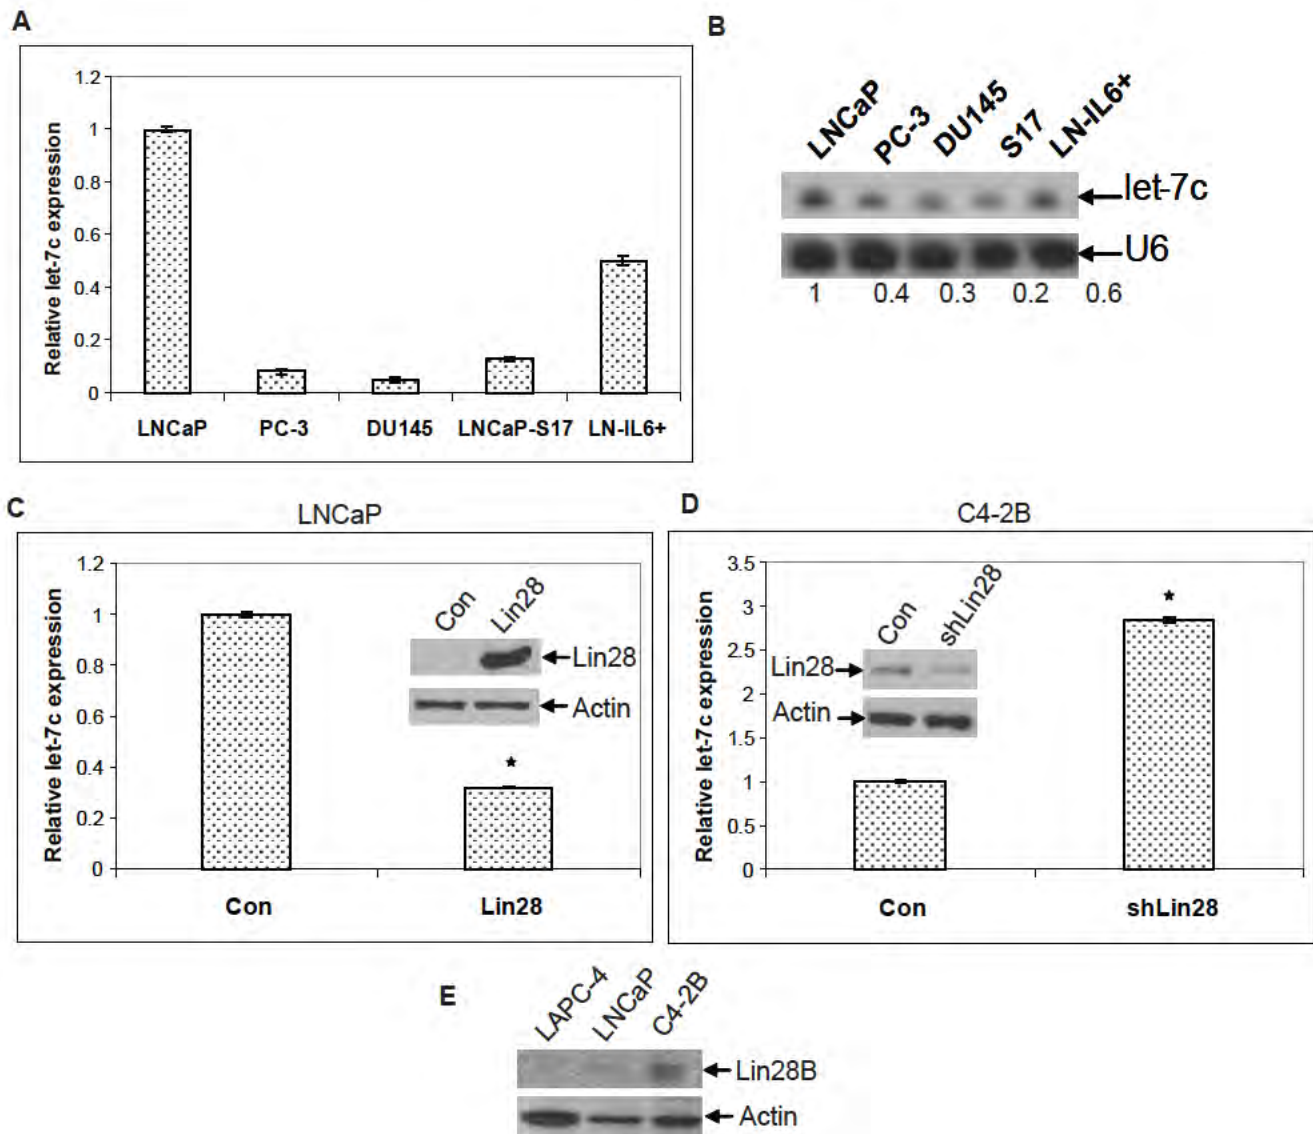 A
Relative let-7c expression
1.2
1
0.8
0.6
0.4
0.2
0
LNCaP PC-3 DU145 LNCaP-S17 LN-IL6+
B
LNCaP PC-3 DU145 S17 LN-IL6+
let-7c
U6
1 0.4 0.3 0.2 0.6
C
LNCaP
Relative let-7c expression
1.2
1
0.8
0.6
0.4
0.2
0
Con Lin28
Lin28
Actin
*
Con Lin28
D
C4-2B
Relative let-7c expression
3.5
3
2.5
2
1.5
1
0.5
0
Con shLin28
Lin28
Actin
*
Con shLin28
E
LAPC-4 LNCaP C4-2B
Lin28B
Actin